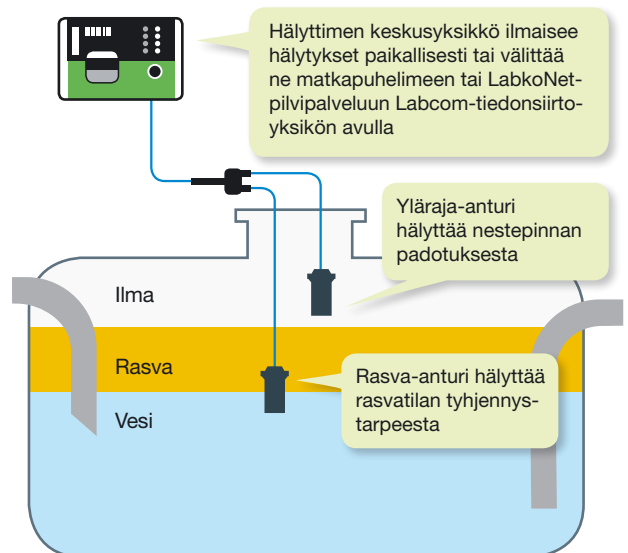 Hälyttimen keskusyksikkö ilmaisee
hälytykset paikallisesti tai välittää
ne matkapuhelimeen tai LabkoNet-
pilvipalveluun Labcom-tiedonsiirto-
yksikön avulla
Yläraja-anturi
hälyttää nestepinnan
padotuksesta
Ilma
Rasva
Rasva-anturi hälyttää
rasvatilan tyhjennys-
tarpeesta
Vesi